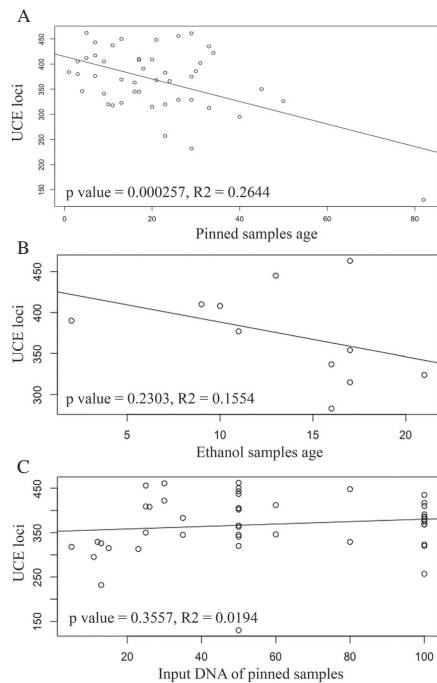 A
UCE loci
150 200 250 300 350 400 450
p value = 0.000257, R2 = 0.2644
0 20 40 60 80
Pinned samples age
B
UCE loci
300 350 400 450
p value = 0.2303, R2 = 0.1554
5 10 15 20
Ethanol samples age
C
UCE loci
150 250 350 450
p value = 0.3557, R2 = 0.0194
20 40 60 80 100
Input DNA of pinned samples